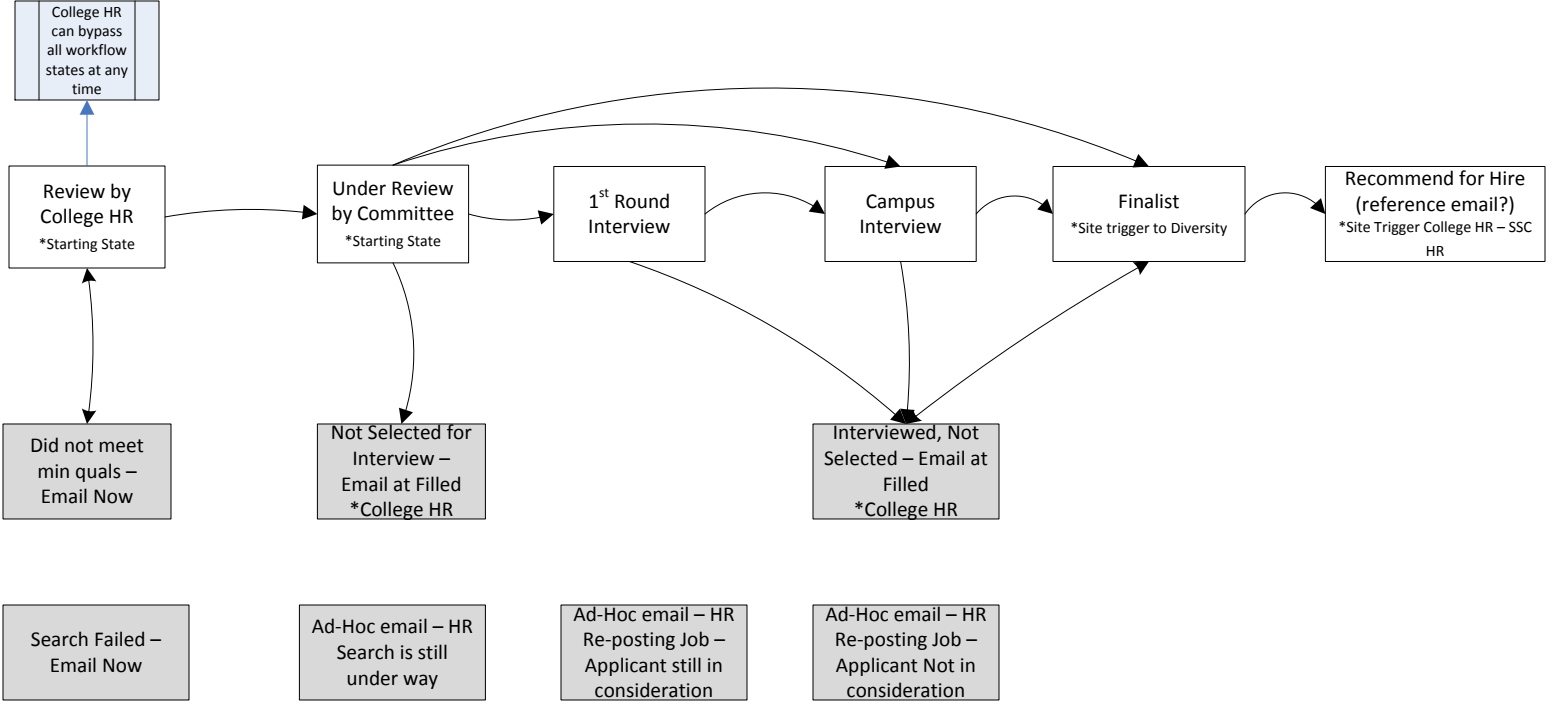 College HR
can bypass
all workflow
states at any
time
Review by
College HR
*Starting State
Under Review
by Committee
*Starting State
1st Round
Interview
Campus
Interview
Finalist
*Site trigger to Diversity
Recommend for Hire
(reference email?)
*Site Trigger College HR – SSC
HR
Did not meet
min quals –
Email Now
Not Selected for
Interview –
Email at Filled
*College HR
Interviewed, Not
Selected – Email at
Filled
*College HR
Search Failed –
Email Now
Ad-Hoc email – HR
Search is still
under way
Ad-Hoc email – HR
Re-posting Job –
Applicant still in
consideration
Ad-Hoc email – HR
Re-posting Job –
Applicant Not in
consideration